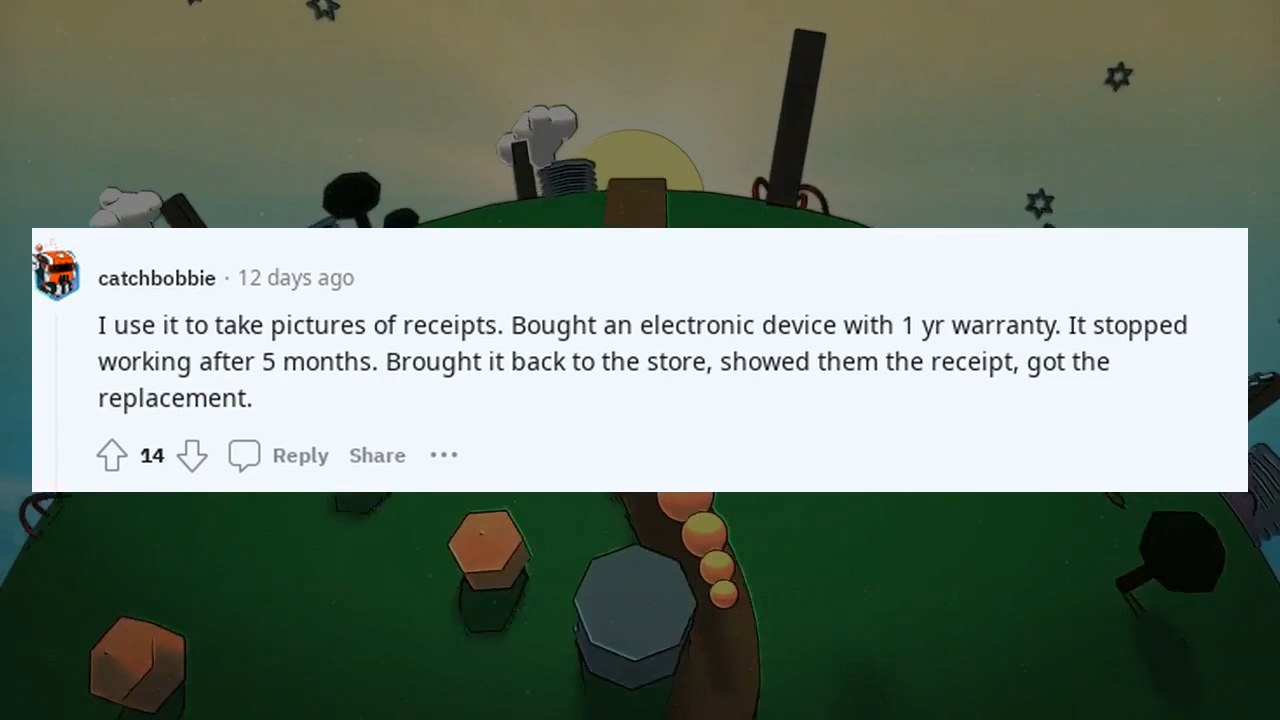 catchbobbie · 12 days ago
I use it to take pictures of receipts. Bought an electronic device with 1 yr warranty. It stopped
working after 5 months. Brought it back to the store, showed them the receipt, got the
replacement.
14 Reply Share ···